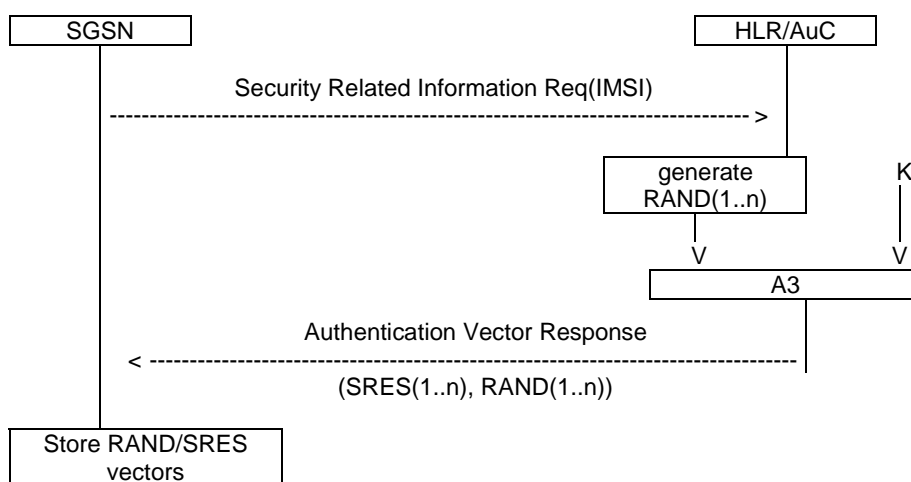 SGSN
HLR/AuC
Security Related Information Req(IMSI)
----------------------------------------------------------------------------- >
generate
RAND(1..n)
K
V
V
A3
Authentication Vector Response
< ------------------------------------------------------------------------------
(SRES(1..n), RAND(1..n))
Store RAND/SRES
vectors